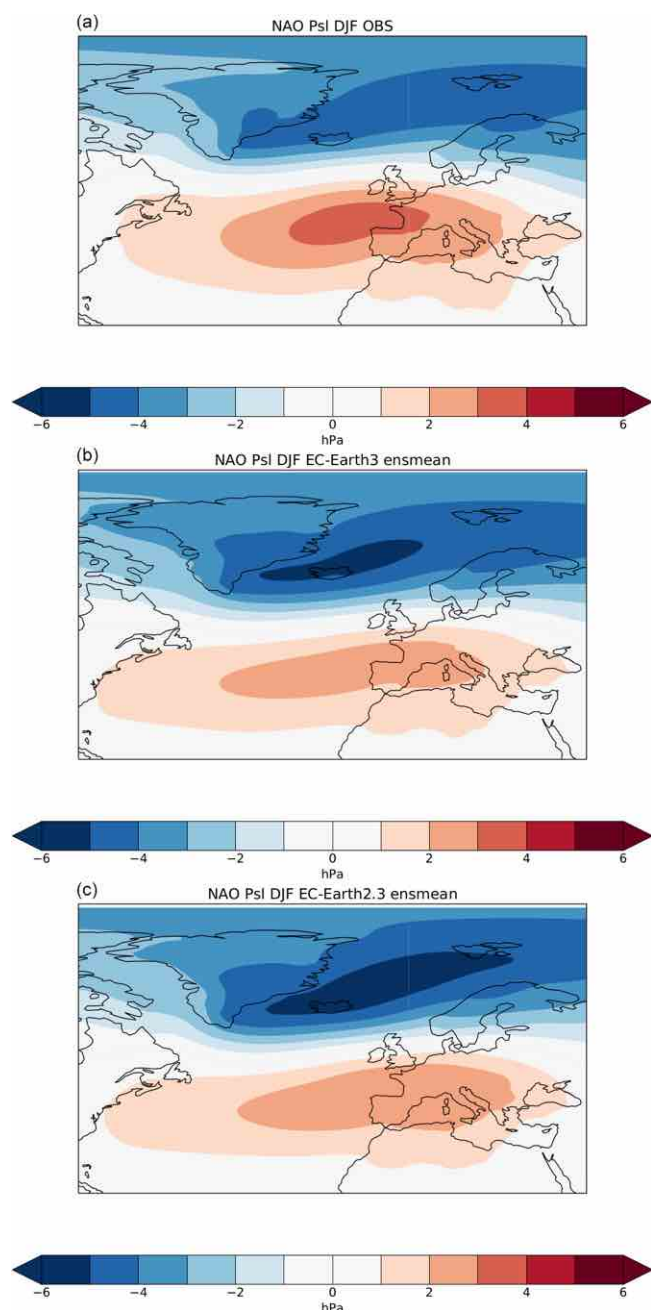 (a)
NAO Psl DJF OBS
−6 −4 −2 0 2 4 6
hPa
(b)
NAO Psl DJF EC-Earth3 ensmean
−6 −4 −2 0 2 4 6
hPa
(c)
NAO Psl DJF EC-Earth2.3 ensmean
−6 −4 −2 0 2 4 6
hPa